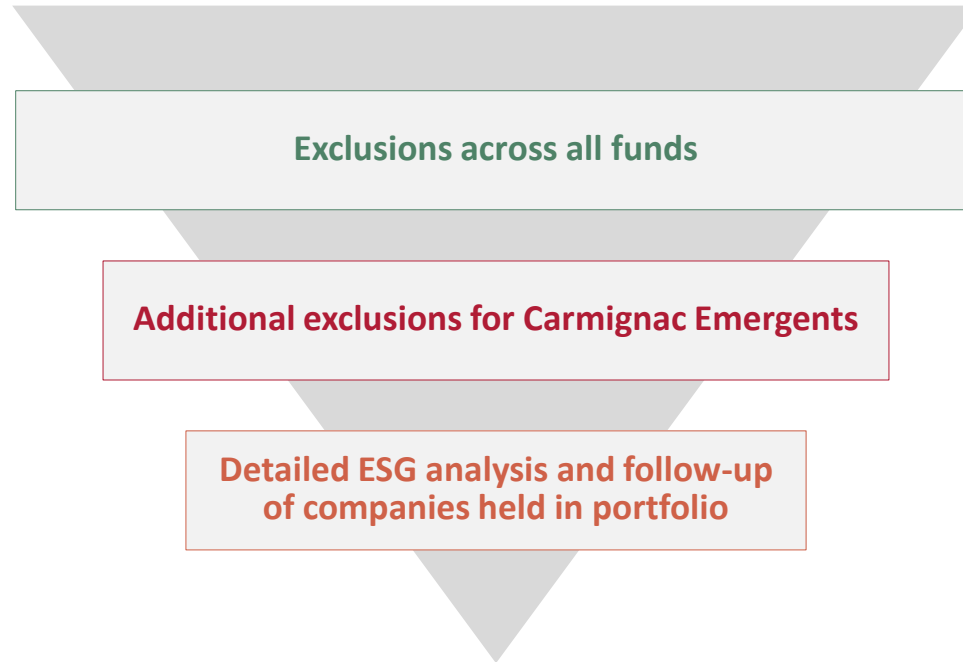 Exclusions across all funds
Additional exclusions for Carmignac Emergents
Detailed ESG analysis and follow-up
of companies held in portfolio